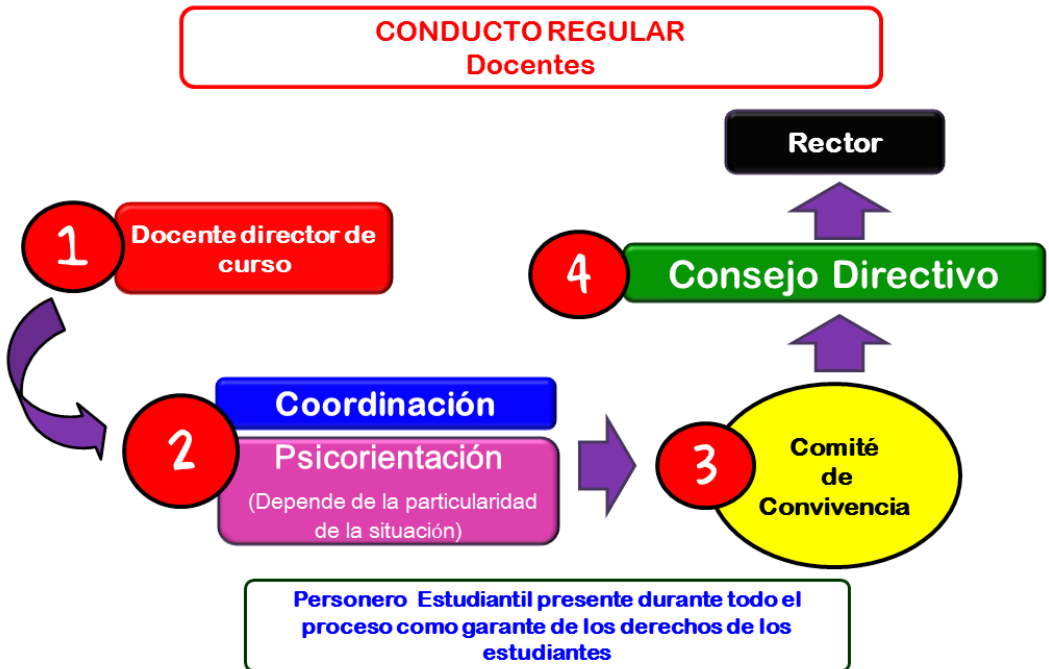 CONDUCTO REGULAR
Docentes
1
Docente director de
curso
2
Coordinación
Psicorientación
(Depende de la particularidad
de la situación)
3
Comité
de
Convivencia
4
Consejo Directivo
Rector
Personero Estudiantil presente durante todo el
proceso como garante de los derechos de los
estudiantes